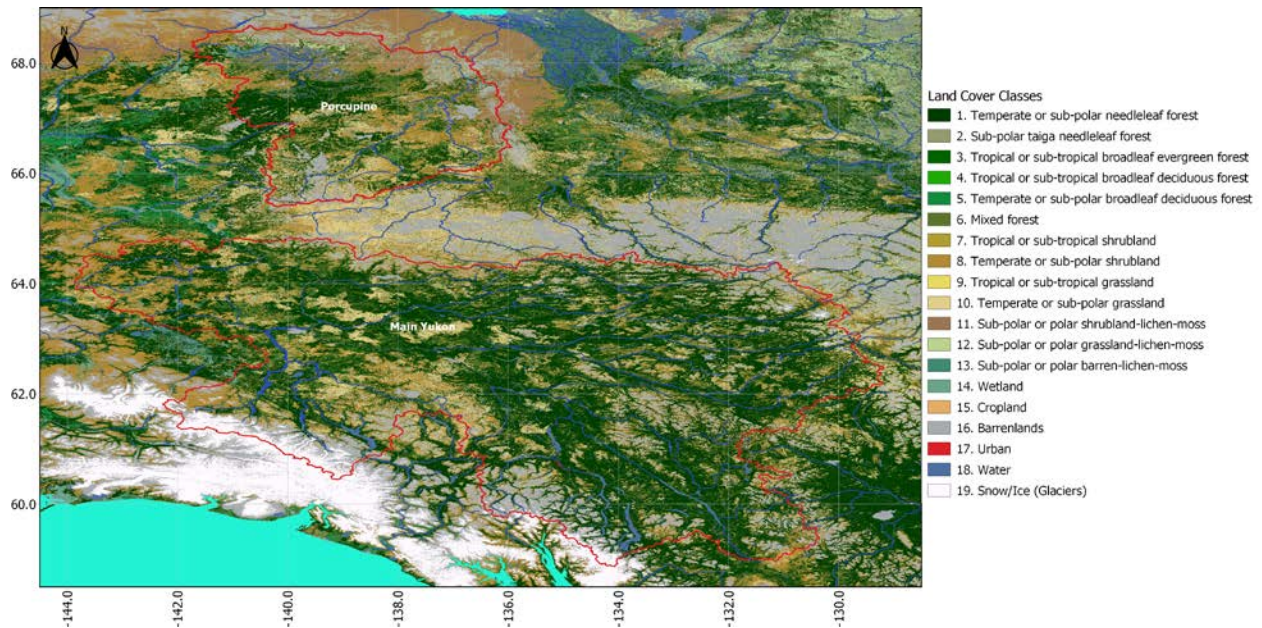 68.0
66.0
64.0
62.0
60.0
-144.0
-142.0
-140.0
-138.0
-136.0
-134.0
-132.0
-130.0
Porcupine
Main Yukon
Land Cover Classes
1. Temperate or sub-polar needleleaf forest
2. Sub-polar taiga needleleaf forest
3. Tropical or sub-tropical broadleaf evergreen forest
4. Tropical or sub-tropical broadleaf deciduous forest
5. Temperate or sub-polar broadleaf deciduous forest
6. Mixed forest
7. Tropical or sub-tropical shrubland
8. Temperate or sub-polar shrubland
9. Tropical or sub-tropical grassland
10. Temperate or sub-polar grassland
11. Sub-polar or polar shrubland-lichen-moss
12. Sub-polar or polar grassland-lichen-moss
13. Sub-polar or polar barren-lichen-moss
14. Wetland
15. Cropland
16. Barrenlands
17. Urban
18. Water
19. Snow/Ice (Glaciers)